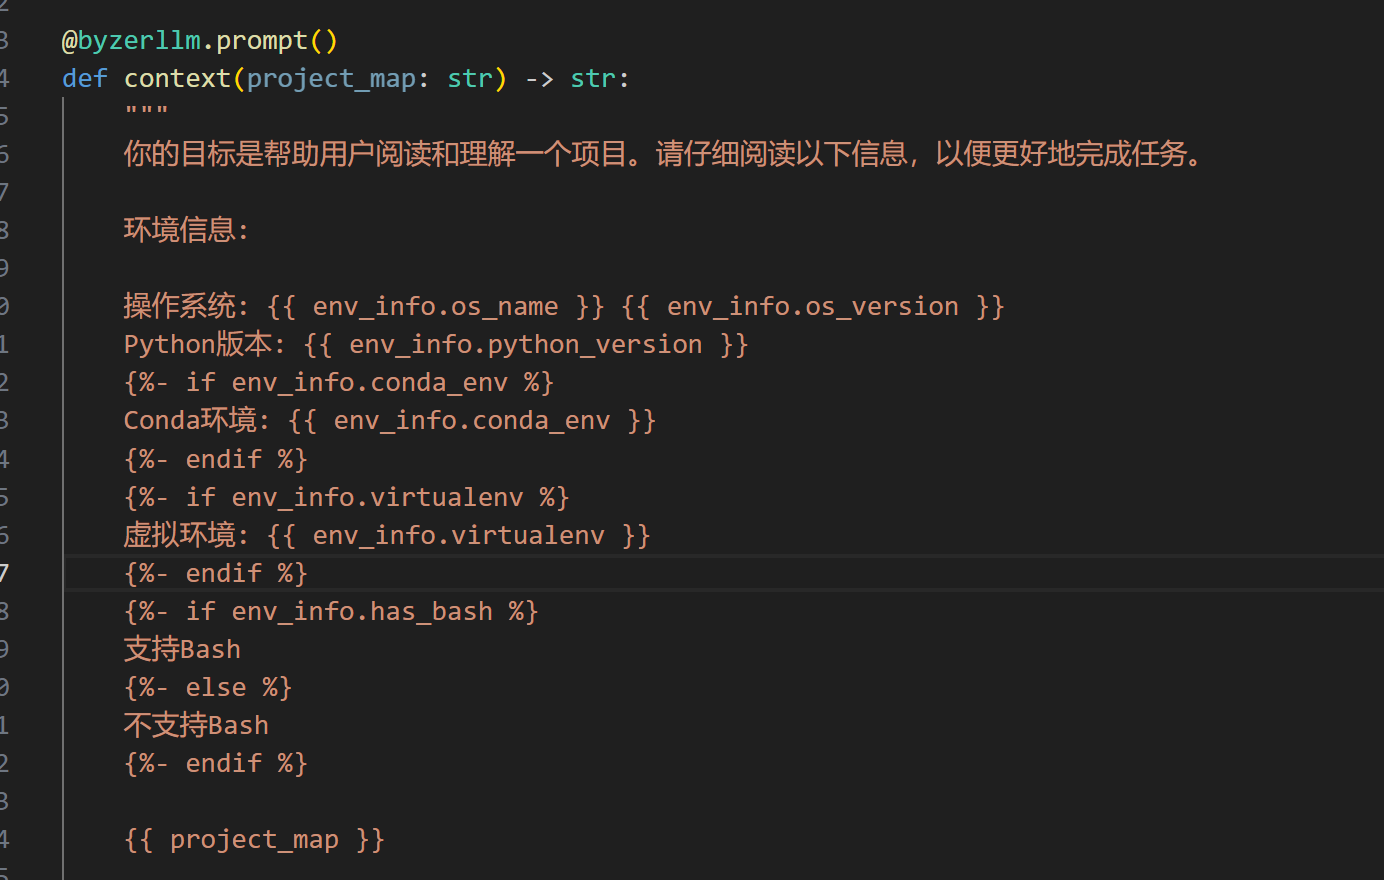 @byzerllm.prompt()
def context(project_map: str) -> str:
"""
你的目标是帮助用户阅读和理解一个项目。请仔细阅读以下信息，以便更好地完成任务。
环境信息:
操作系统: {{ env_info.os_name }} {{ env_info.os_version }}
Python版本: {{ env_info.python_version }}
{%- if env_info.conda_env %}
Conda环境: {{ env_info.conda_env }}
{%- endif %}
{%- if env_info.virtualenv %}
虚拟环境: {{ env_info.virtualenv }}
{%- endif %}
{%- if env_info.has_bash %}
支持Bash
{%- else %}
不支持Bash
{%- endif %}
{{ project_map }}